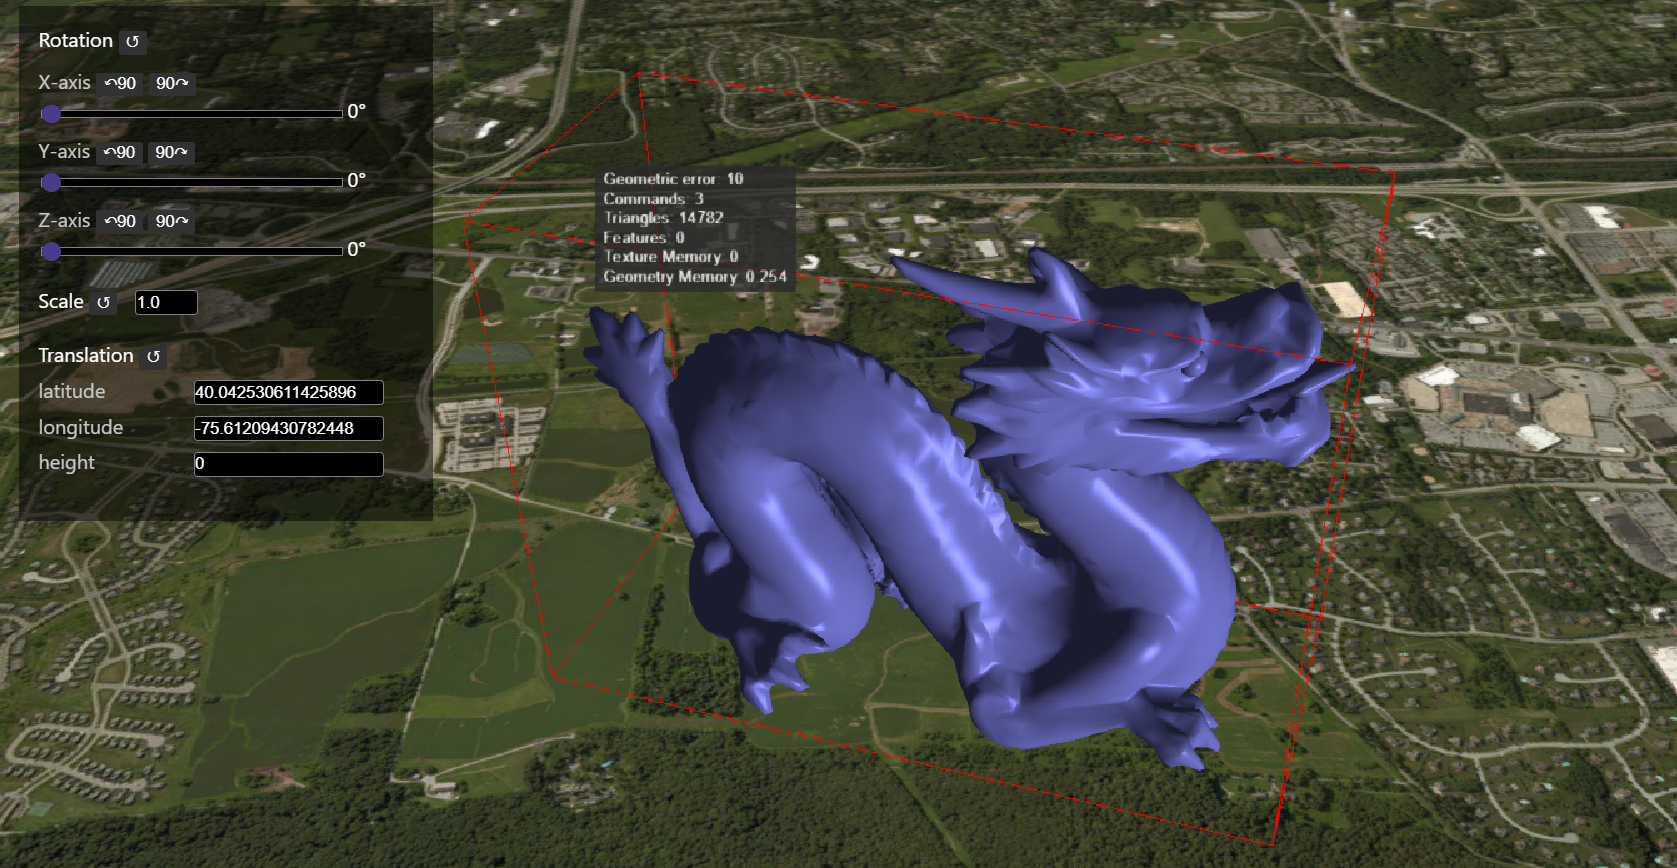 Rotation ↺
X-axis ↶90 90↷
0°
Y-axis ↶90 90↷
0°
Z-axis ↶90 90↷
0°
Scale ↺ 1.0
Translation ↺
latitude 40.042530611425896
longitude -75.61209430782448
height 0
Geometric error: 10
Commands: 3
Triangles: 14782
Features: 0
Texture Memory: 0
Geometry Memory: 0.254